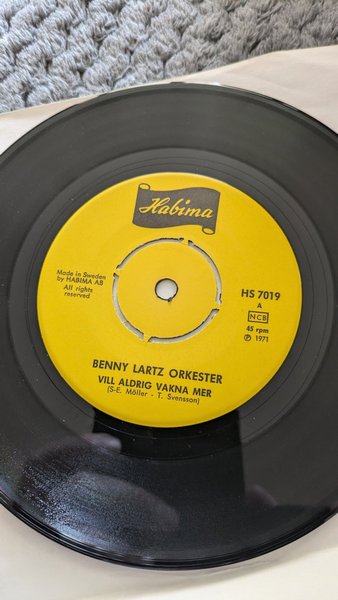 Habima
Made in Sweden
by HABIMA AB
All rights
reserved
HS 7019
A
NCB
45 rpm
Ⓟ 1971
BENNY LARTZ ORKESTER
VILL ALDRIG VAKNA MER
(S-E. Möller - T. Svensson)